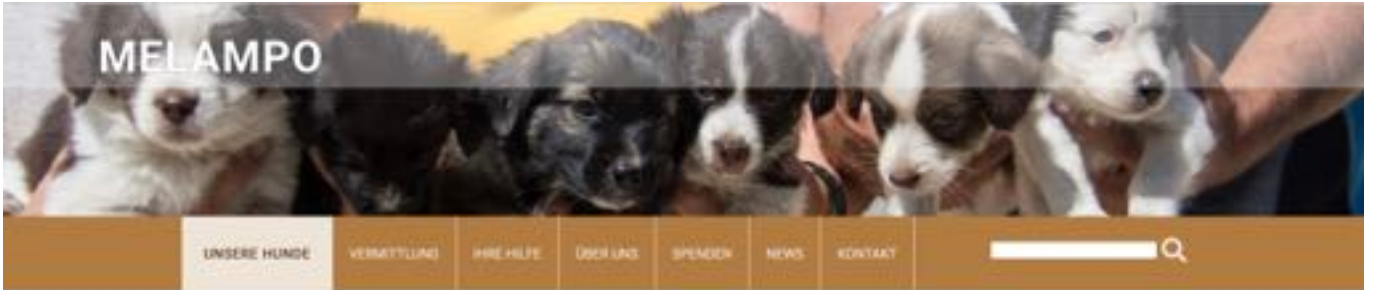 MELAMPO
UNSERE HUNDE VERMITTLUNG IHRE HILFE ÜBER UNS SPENDEN NEWS KONTAKT